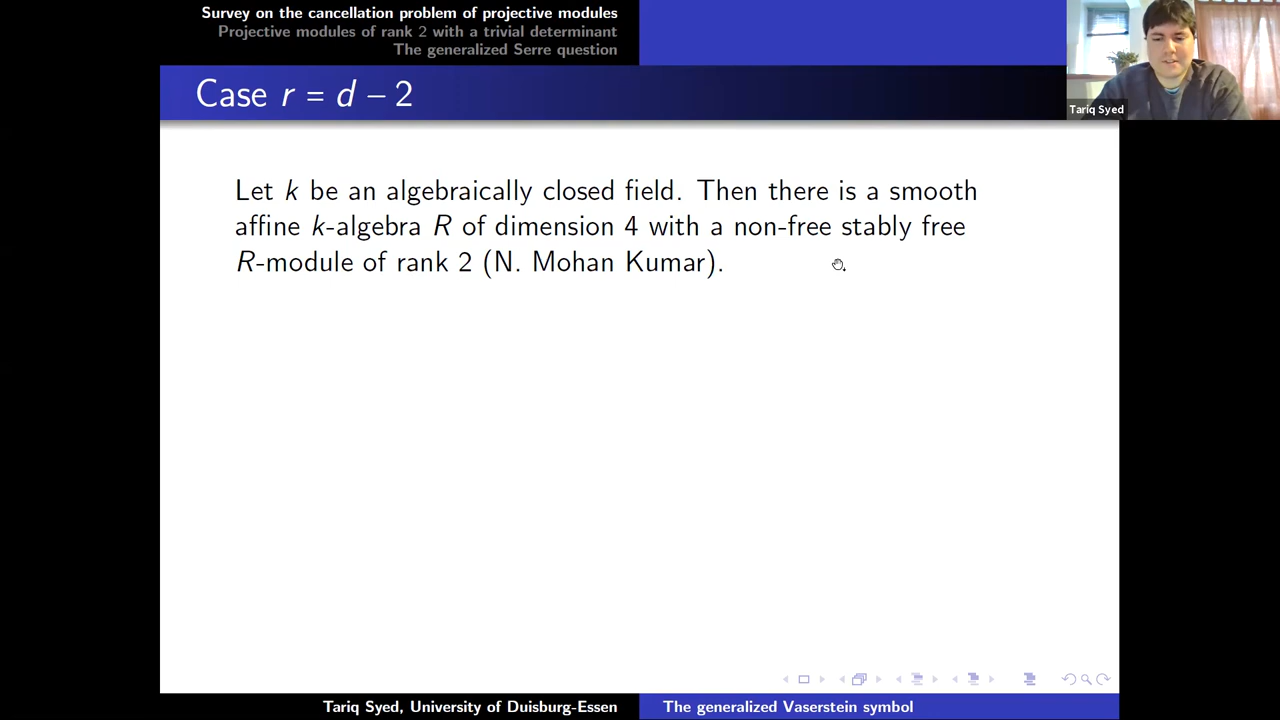 Survey on the cancellation problem of projective modules
Projective modules of rank 2 with a trivial determinant
The generalized Serre question
Case r = d − 2
Tariq Syed
Let k be an algebraically closed field. Then there is a smooth
affine k-algebra R of dimension 4 with a non-free stably free
R-module of rank 2 (N. Mohan Kumar).
Tariq Syed, University of Duisburg-Essen
The generalized Vaserstein symbol